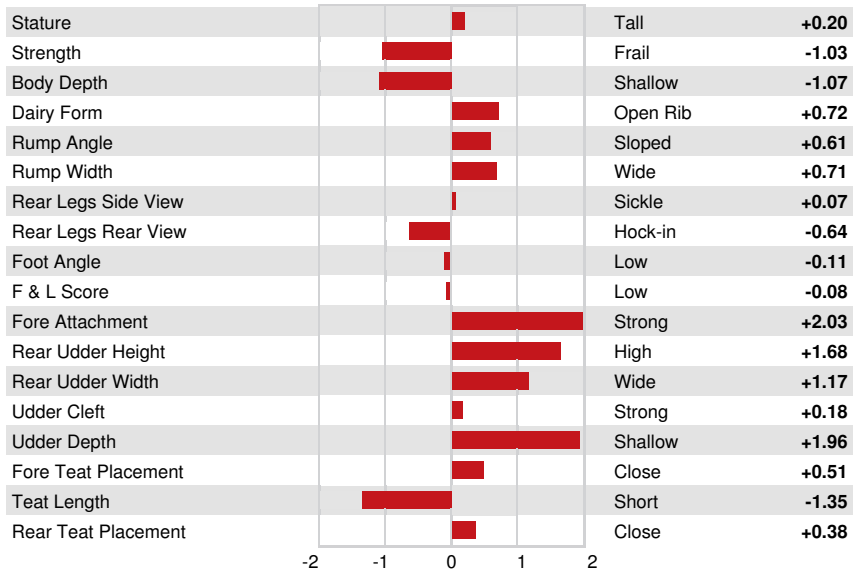 Stature Tall +0.20
Strength Frail -1.03
Body Depth Shallow -1.07
Dairy Form Open Rib +0.72
Rump Angle Sloped +0.61
Rump Width Wide +0.71
Rear Legs Side View Sickle +0.07
Rear Legs Rear View Hock-in -0.64
Foot Angle Low -0.11
F & L Score Low -0.08
Fore Attachment Strong +2.03
Rear Udder Height High +1.68
Rear Udder Width Wide +1.17
Udder Cleft Strong +0.18
Udder Depth Shallow +1.96
Fore Teat Placement Close +0.51
Teat Length Short -1.35
Rear Teat Placement Close +0.38
-2 -1 0 1 2